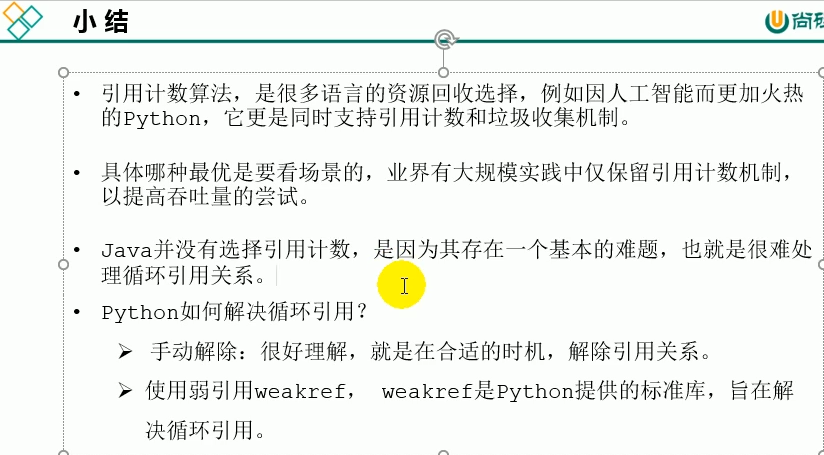 小 结
尚硅
引用计数算法，是很多语言的资源回收选择，例如因人工智能而更加火热
的Python，它更是同时支持引用计数和垃圾收集机制。
具体哪种最优是要看场景的，业界有大规模实践中仅保留引用计数机制，
以提高吞吐量的尝试。
Java并没有选择引用计数，是因为其存在一个基本的难题，也就是很难处
理循环引用关系。
Python如何解决循环引用？
手动解除：很好理解，就是在合适的时机，解除引用关系。
使用弱引用weakref， weakref是Python提供的标准库，旨在解
决循环引用。